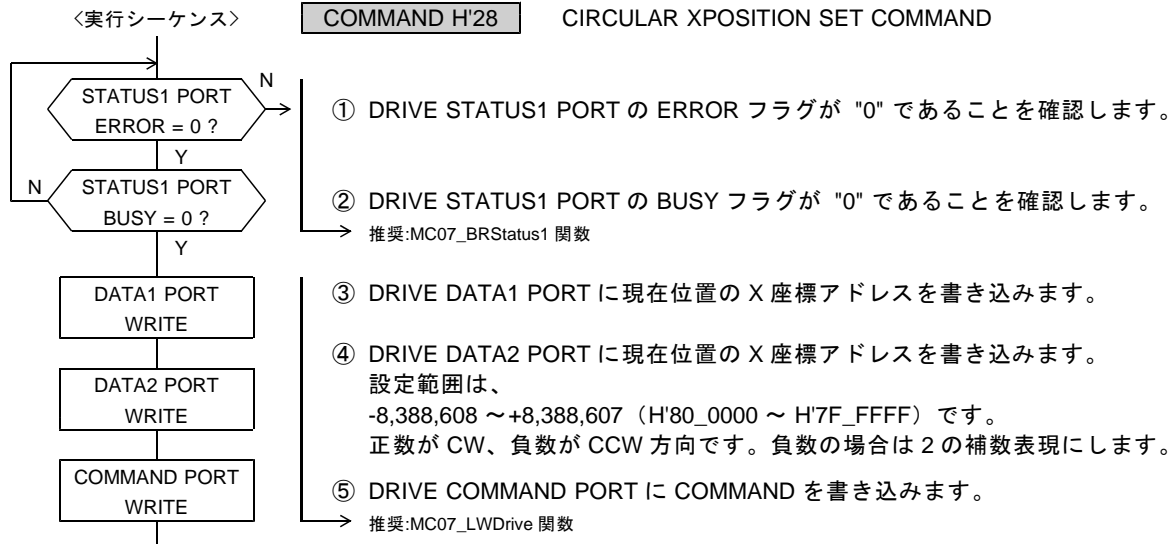 〈実行シーケンス〉
COMMAND H'28 CIRCULAR XPOSITION SET COMMAND
N
STATUS1 PORT
ERROR = 0 ?
① DRIVE STATUS1 PORT の ERROR フラグが "0" であることを確認します。
Y
N
STATUS1 PORT
BUSY = 0 ?
② DRIVE STATUS1 PORT の BUSY フラグが "0" であることを確認します。
推奨:MC07_BRStatus1 関数
Y
DATA1 PORT
WRITE
③ DRIVE DATA1 PORT に現在位置の X 座標アドレスを書き込みます。
DATA2 PORT
WRITE
④ DRIVE DATA2 PORT に現在位置の X 座標アドレスを書き込みます。
設定範囲は、
-8,388,608 ～+8,388,607（H'80_0000 ～ H'7F_FFFF）です。
正数が CW、負数が CCW 方向です。負数の場合は 2 の補数表現にします。
COMMAND PORT
WRITE
⑤ DRIVE COMMAND PORT に COMMAND を書き込みます。
推奨:MC07_LWDrive 関数